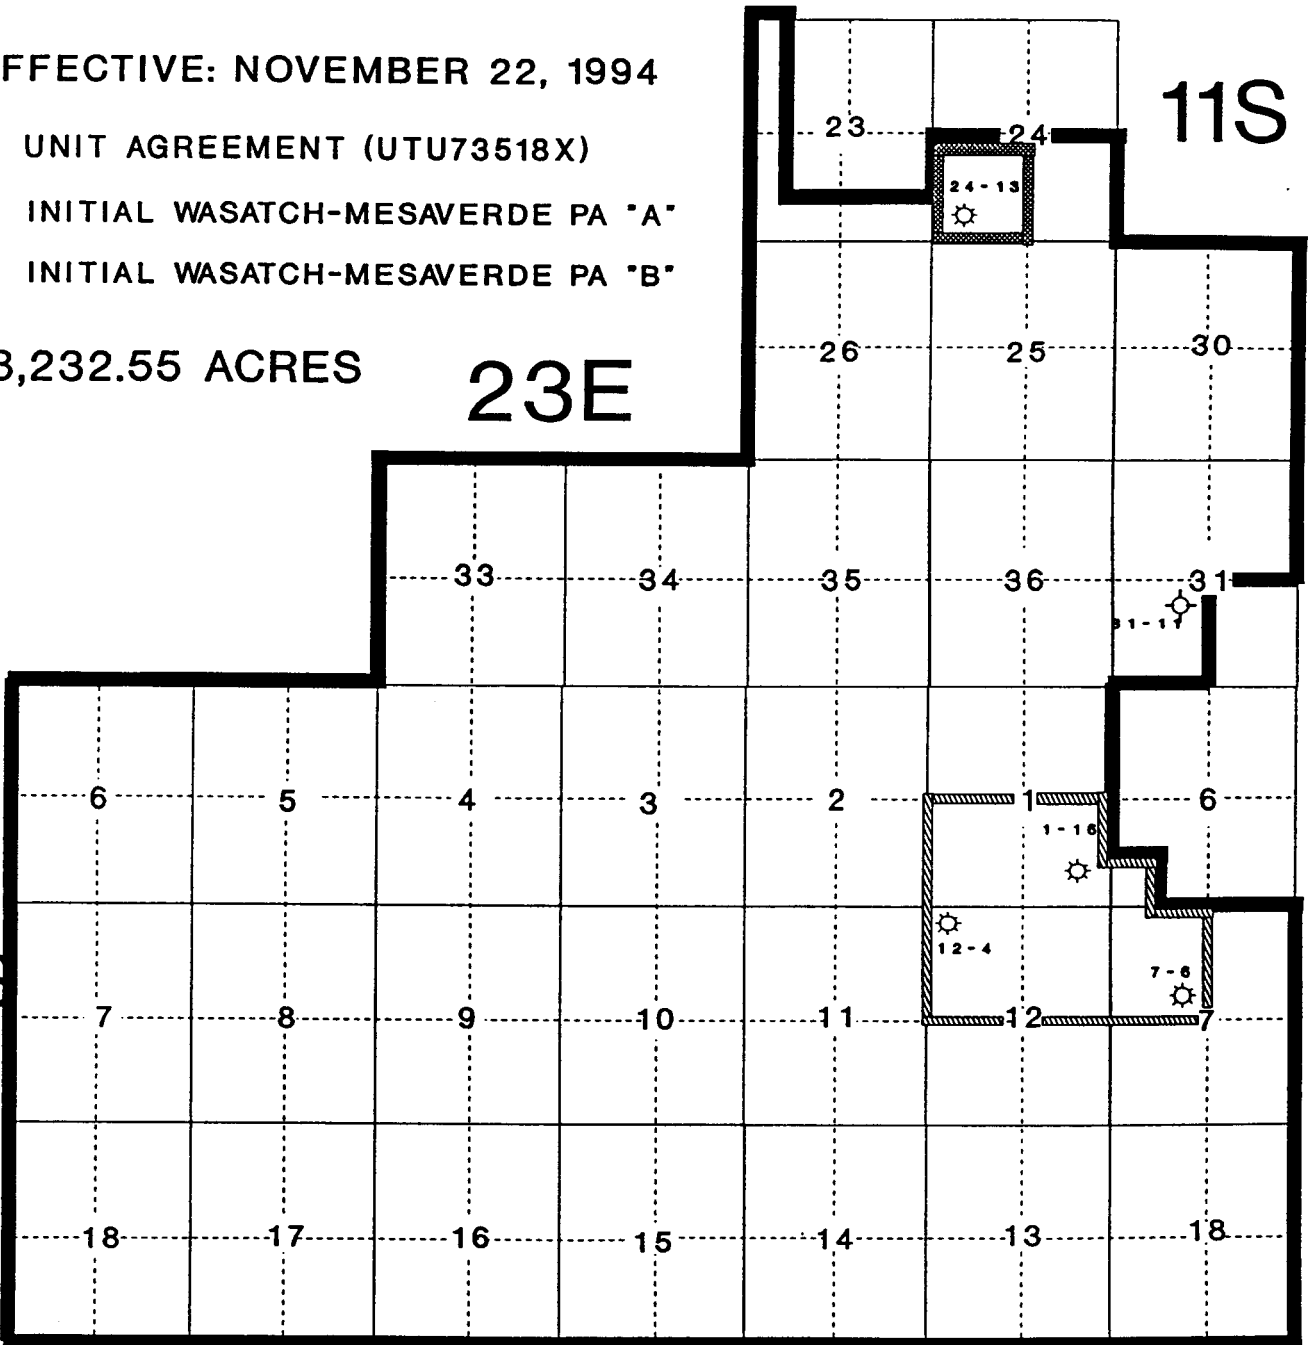 FFECTIVE: NOVEMBER 22, 1994
UNIT AGREEMENT (UTU73518X)
INITIAL WASATCH-MESAVERDE PA "A"
INITIAL WASATCH-MESAVERDE PA "B"
3,232.55 ACRES
23E
11S
23 24
24-13
26 25 30
33 34 35 36 31
31-11
6 5 4 3 2 1 6
1-16
12-4
7-6
7 8 9 10 11 12 7
18 17 16 15 14 13 18